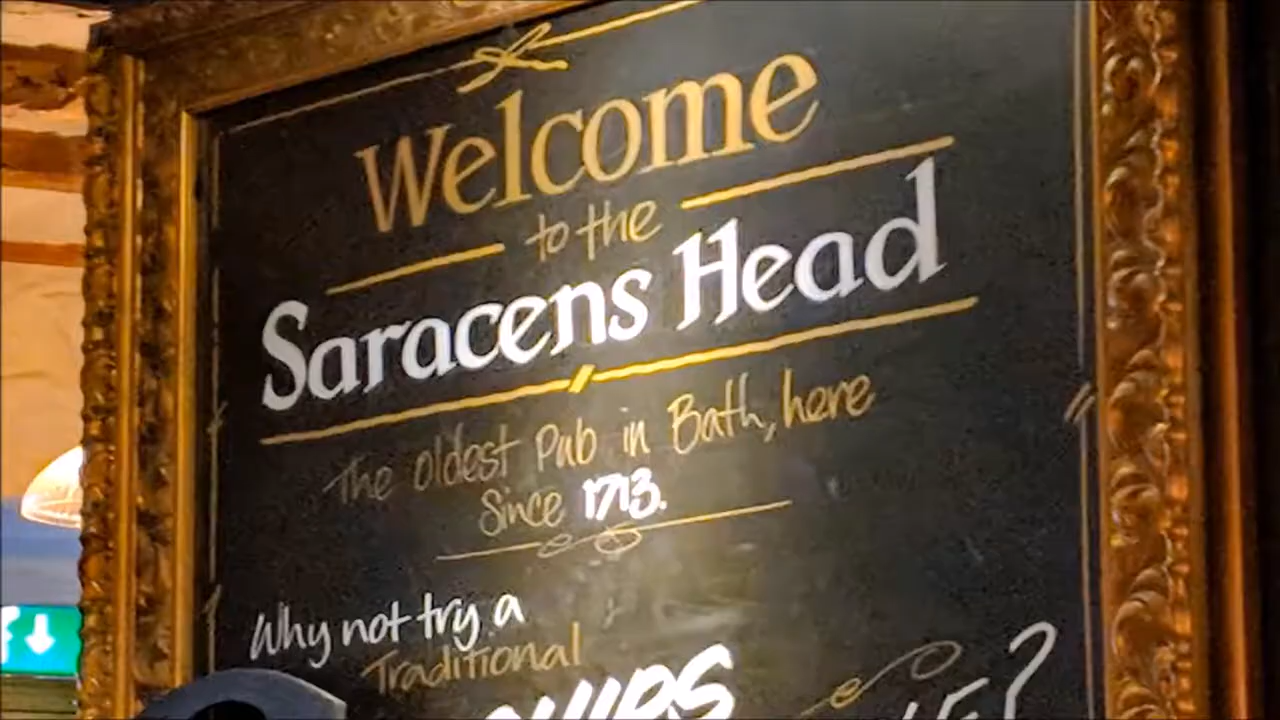 Welcome
to the
Saracens Head
The oldest Pub in Bath, here
Since 1713.
Why not try a
Traditional